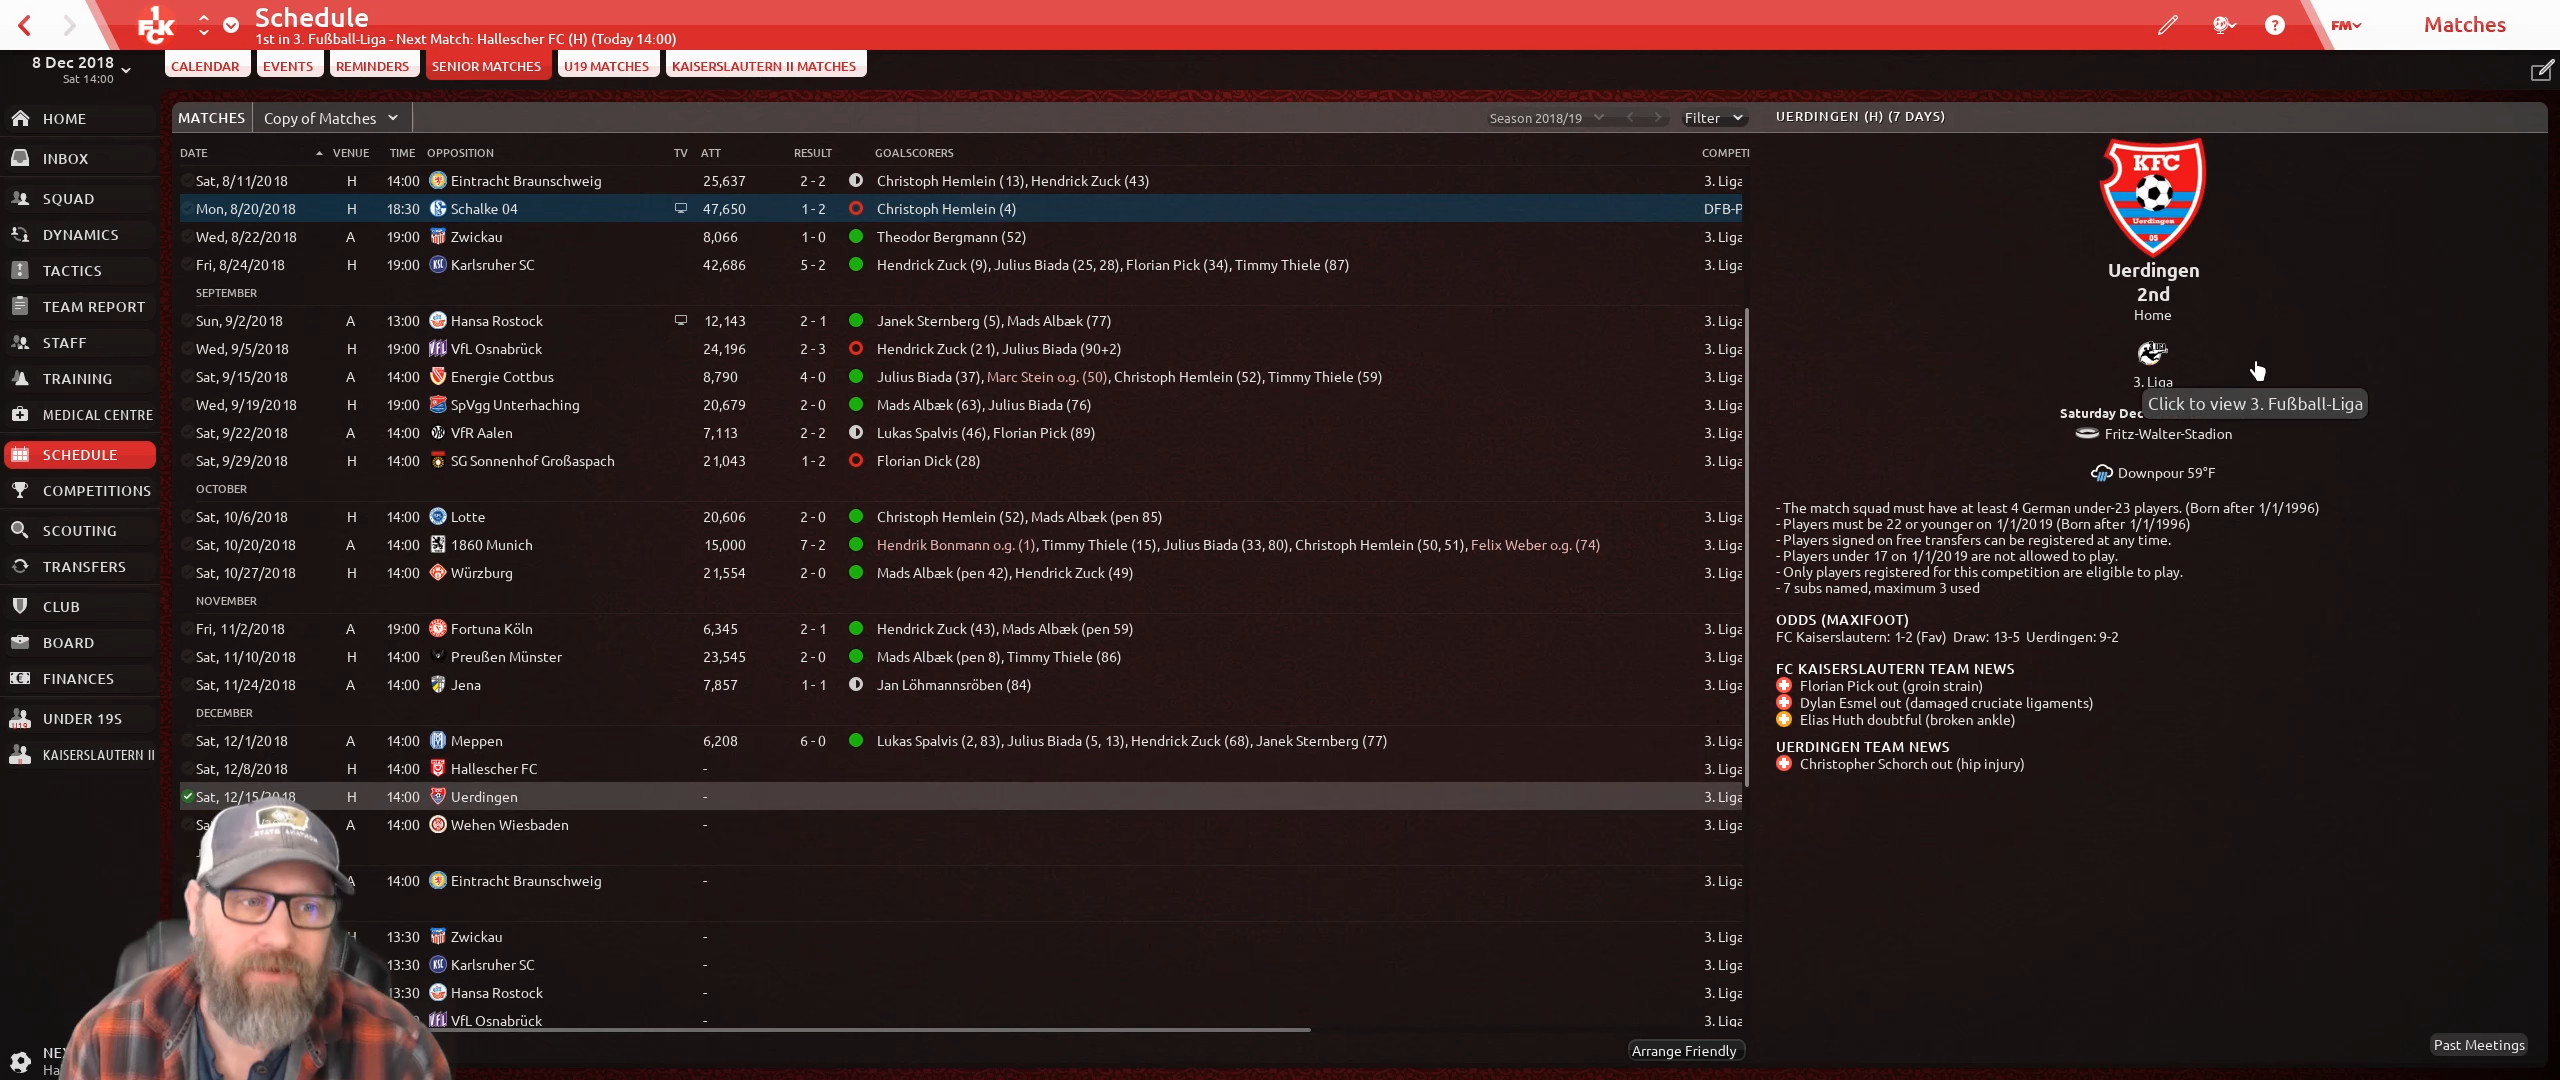 Schedule
1st in 3. Fußball-Liga - Next Match: Hallescher FC (H) (Today 14:00)
FM
Matches
8 Dec 2018
Sat 14:00
CALENDAR EVENTS REMINDERS SENIOR MATCHES U19 MATCHES KAISERSLAUTERN II MATCHES
HOME
INBOX
SQUAD
DYNAMICS
TACTICS
TEAM REPORT
STAFF
TRAINING
MEDICAL CENTRE
SCHEDULE
COMPETITIONS
SCOUTING
TRANSFERS
CLUB
BOARD
FINANCES
UNDER 19S
KAISERSLAUTERN II
MATCHES Copy of Matches Season 2018/19 Filter
DATE VENUE TIME OPPOSITION TV ATT RESULT GOALSCORERS COMPETI
Sat, 8/11/2018 H 14:00 Eintracht Braunschweig 25,637 2 - 2 Christoph Hemlein (13), Hendrick Zuck (43) 3. Liga
Mon, 8/20/2018 H 18:30 Schalke 04 47,650 1 - 2 Christoph Hemlein (4) DFB-P
Wed, 8/22/2018 A 19:00 Zwickau 8,066 1 - 0 Theodor Bergmann (52) 3. Liga
Fri, 8/24/2018 H 19:00 Karlsruher SC 42,686 5 - 2 Hendrick Zuck (9), Julius Biada (25, 28), Florian Pick (34), Timmy Thiele (87) 3. Liga
SEPTEMBER
Sun, 9/2/2018 A 13:00 Hansa Rostock 12,143 2 - 1 Janek Sternberg (5), Mads Albæk (77) 3. Liga
Wed, 9/5/2018 H 19:00 VfL Osnabrück 24,196 2 - 3 Hendrick Zuck (21), Julius Biada (90+2) 3. Liga
Sat, 9/15/2018 A 14:00 Energie Cottbus 8,790 4 - 0 Julius Biada (37), Marc Stein o.g. (50), Christoph Hemlein (52), Timmy Thiele (59) 3. Liga
Wed, 9/19/2018 H 19:00 SpVgg Unterhaching 20,679 2 - 0 Mads Albæk (63), Julius Biada (76) 3. Liga
Sat, 9/22/2018 A 14:00 VfR Aalen 7,113 2 - 2 Lukas Spalvis (46), Florian Pick (89) 3. Liga
Sat, 9/29/2018 H 14:00 SG Sonnenhof Großaspach 21,043 1 - 2 Florian Dick (28) 3. Liga
OCTOBER
Sat, 10/6/2018 H 14:00 Lotte 20,606 2 - 0 Christoph Hemlein (52), Mads Albæk (pen 85) 3. Liga
Sat, 10/20/2018 A 14:00 1860 Munich 15,000 7 - 2 Hendrik Bonmann o.g. (1), Timmy Thiele (15), Julius Biada (33, 80), Christoph Hemlein (50, 51), Felix Weber o.g. (74) 3. Liga
Sat, 10/27/2018 H 14:00 Würzburg 21,554 2 - 0 Mads Albæk (pen 42), Hendrick Zuck (49) 3. Liga
NOVEMBER
Fri, 11/2/2018 A 19:00 Fortuna Köln 6,345 2 - 1 Hendrick Zuck (43), Mads Albæk (pen 59) 3. Liga
Sat, 11/10/2018 H 14:00 Preußen Münster 23,545 2 - 0 Mads Albæk (pen 8), Timmy Thiele (86) 3. Liga
Sat, 11/24/2018 A 14:00 Jena 7,857 1 - 1 Jan Löhmannsröben (84) 3. Liga
DECEMBER
Sat, 12/1/2018 A 14:00 Meppen 6,208 6 - 0 Lukas Spalvis (2, 83), Julius Biada (5, 13), Hendrick Zuck (68), Janek Sternberg (77) 3. Liga
Sat, 12/8/2018 H 14:00 Hallescher FC - 3. Liga
Sat, 12/15/2018 H 14:00 Uerdingen - 3. Liga
A 14:00 Wehen Wiesbaden - 3. Liga
A 14:00 Eintracht Braunschweig - 3. Liga
H 13:30 Zwickau - 3. Liga
13:30 Karlsruher SC - 3. Liga
13:30 Hansa Rostock - 3. Liga
VfL Osnabrück - 3. Liga
Arrange Friendly
UERDINGEN (H) (7 DAYS)
KFC
Uerdingen
05
Uerdingen
2nd
Home
3. Liga
Click to view 3. Fußball-Liga
Saturday Dec
Fritz-Walter-Stadion
Downpour 59°F
- The match squad must have at least 4 German under-23 players. (Born after 1/1/1996)
- Players must be 22 or younger on 1/1/2019 (Born after 1/1/1996)
- Players signed on free transfers can be registered at any time.
- Players under 17 on 1/1/2019 are not allowed to play.
- Only players registered for this competition are eligible to play.
- 7 subs named, maximum 3 used
ODDS (MAXIFOOT)
FC Kaiserslautern: 1-2 (Fav) Draw: 13-5 Uerdingen: 9-2
FC KAISERSLAUTERN TEAM NEWS
Florian Pick out (groin strain)
Dylan Esmel out (damaged cruciate ligaments)
Elias Huth doubtful (broken ankle)
UERDINGEN TEAM NEWS
Christopher Schorch out (hip injury)
Past Meetings